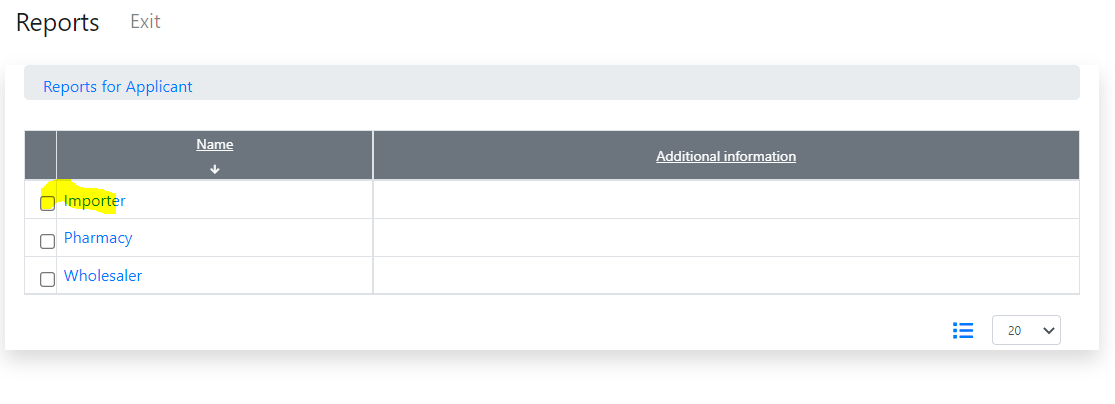 Reports Exit
Reports for Applicant
Name Additional information
Importer
Pharmacy
Wholesaler
20